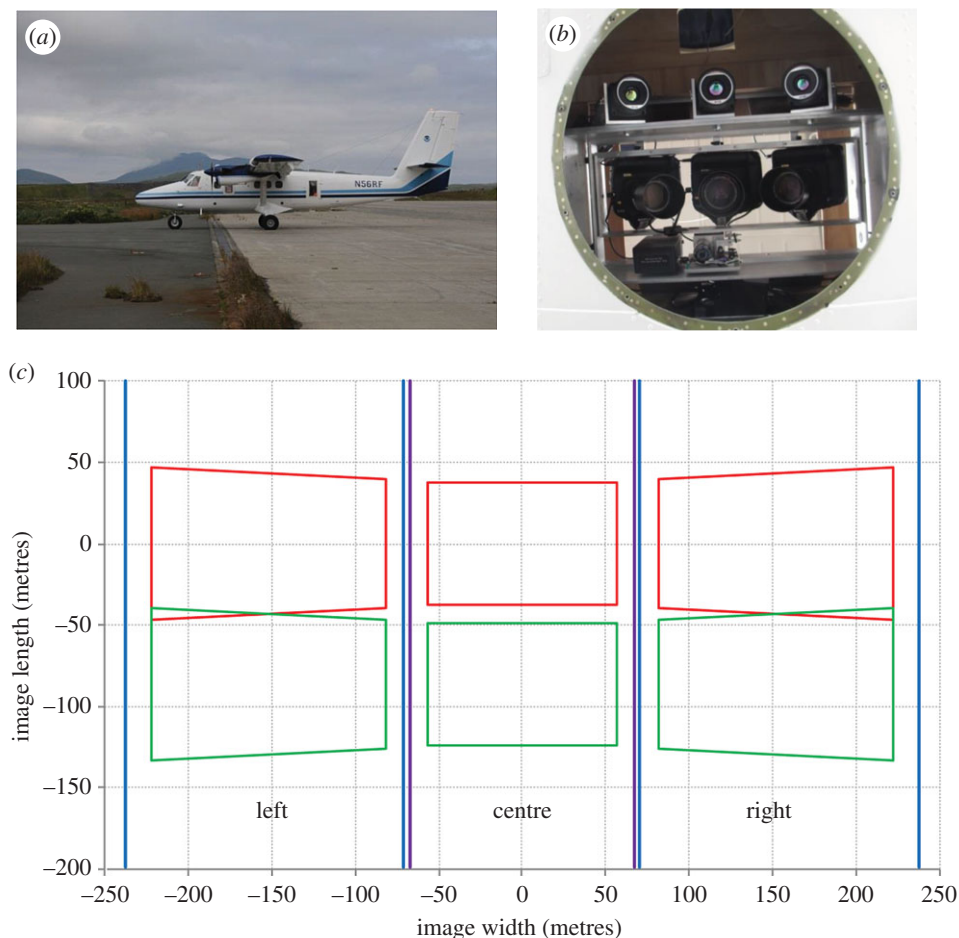 (a)
N56RF
(b)
(c)
100
50
0
–50
–100
–150
–200
image length (metres)
left
centre
right
–250
–200
–150
–100
–50
0
50
100
150
200
250
image width (metres)